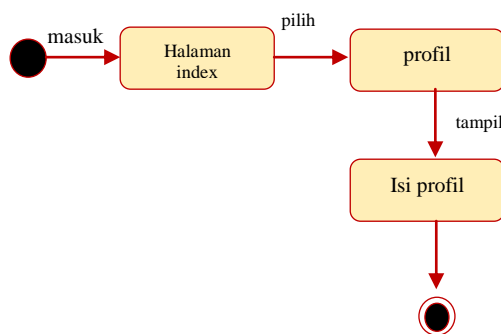 masuk
Halaman
index
pilih
profil
tampil
Isi profil